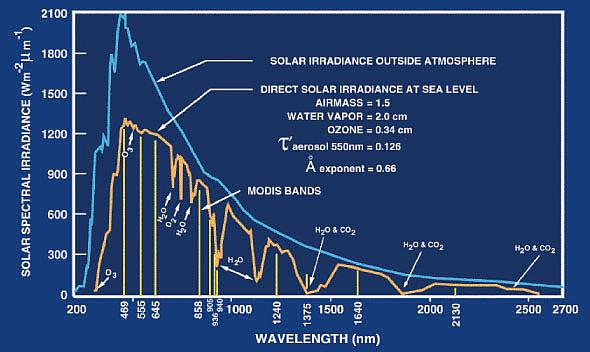 2100
1800
1500
1200
900
600
300
0
SOLAR SPECTRAL IRRADIANCE (Wm⁻²µm⁻¹)
SOLAR IRRADIANCE OUTSIDE ATMOSPHERE
DIRECT SOLAR IRRADIANCE AT SEA LEVEL
AIRMASS = 1.5
WATER VAPOR = 2.0 cm
OZONE = 0.34 cm
τ′aerosol 550nm = 0.126
Å exponent = 0.66
MODIS BANDS
O₃
O₃
H₂O
O₂
H₂O
H₂O
H₂O & CO₂
H₂O & CO₂
H₂O & CO₂
200
469
555
645
858
905
936
940
1000
1240
1375
1500
1640
2000
2130
2500
2700
WAVELENGTH (nm)